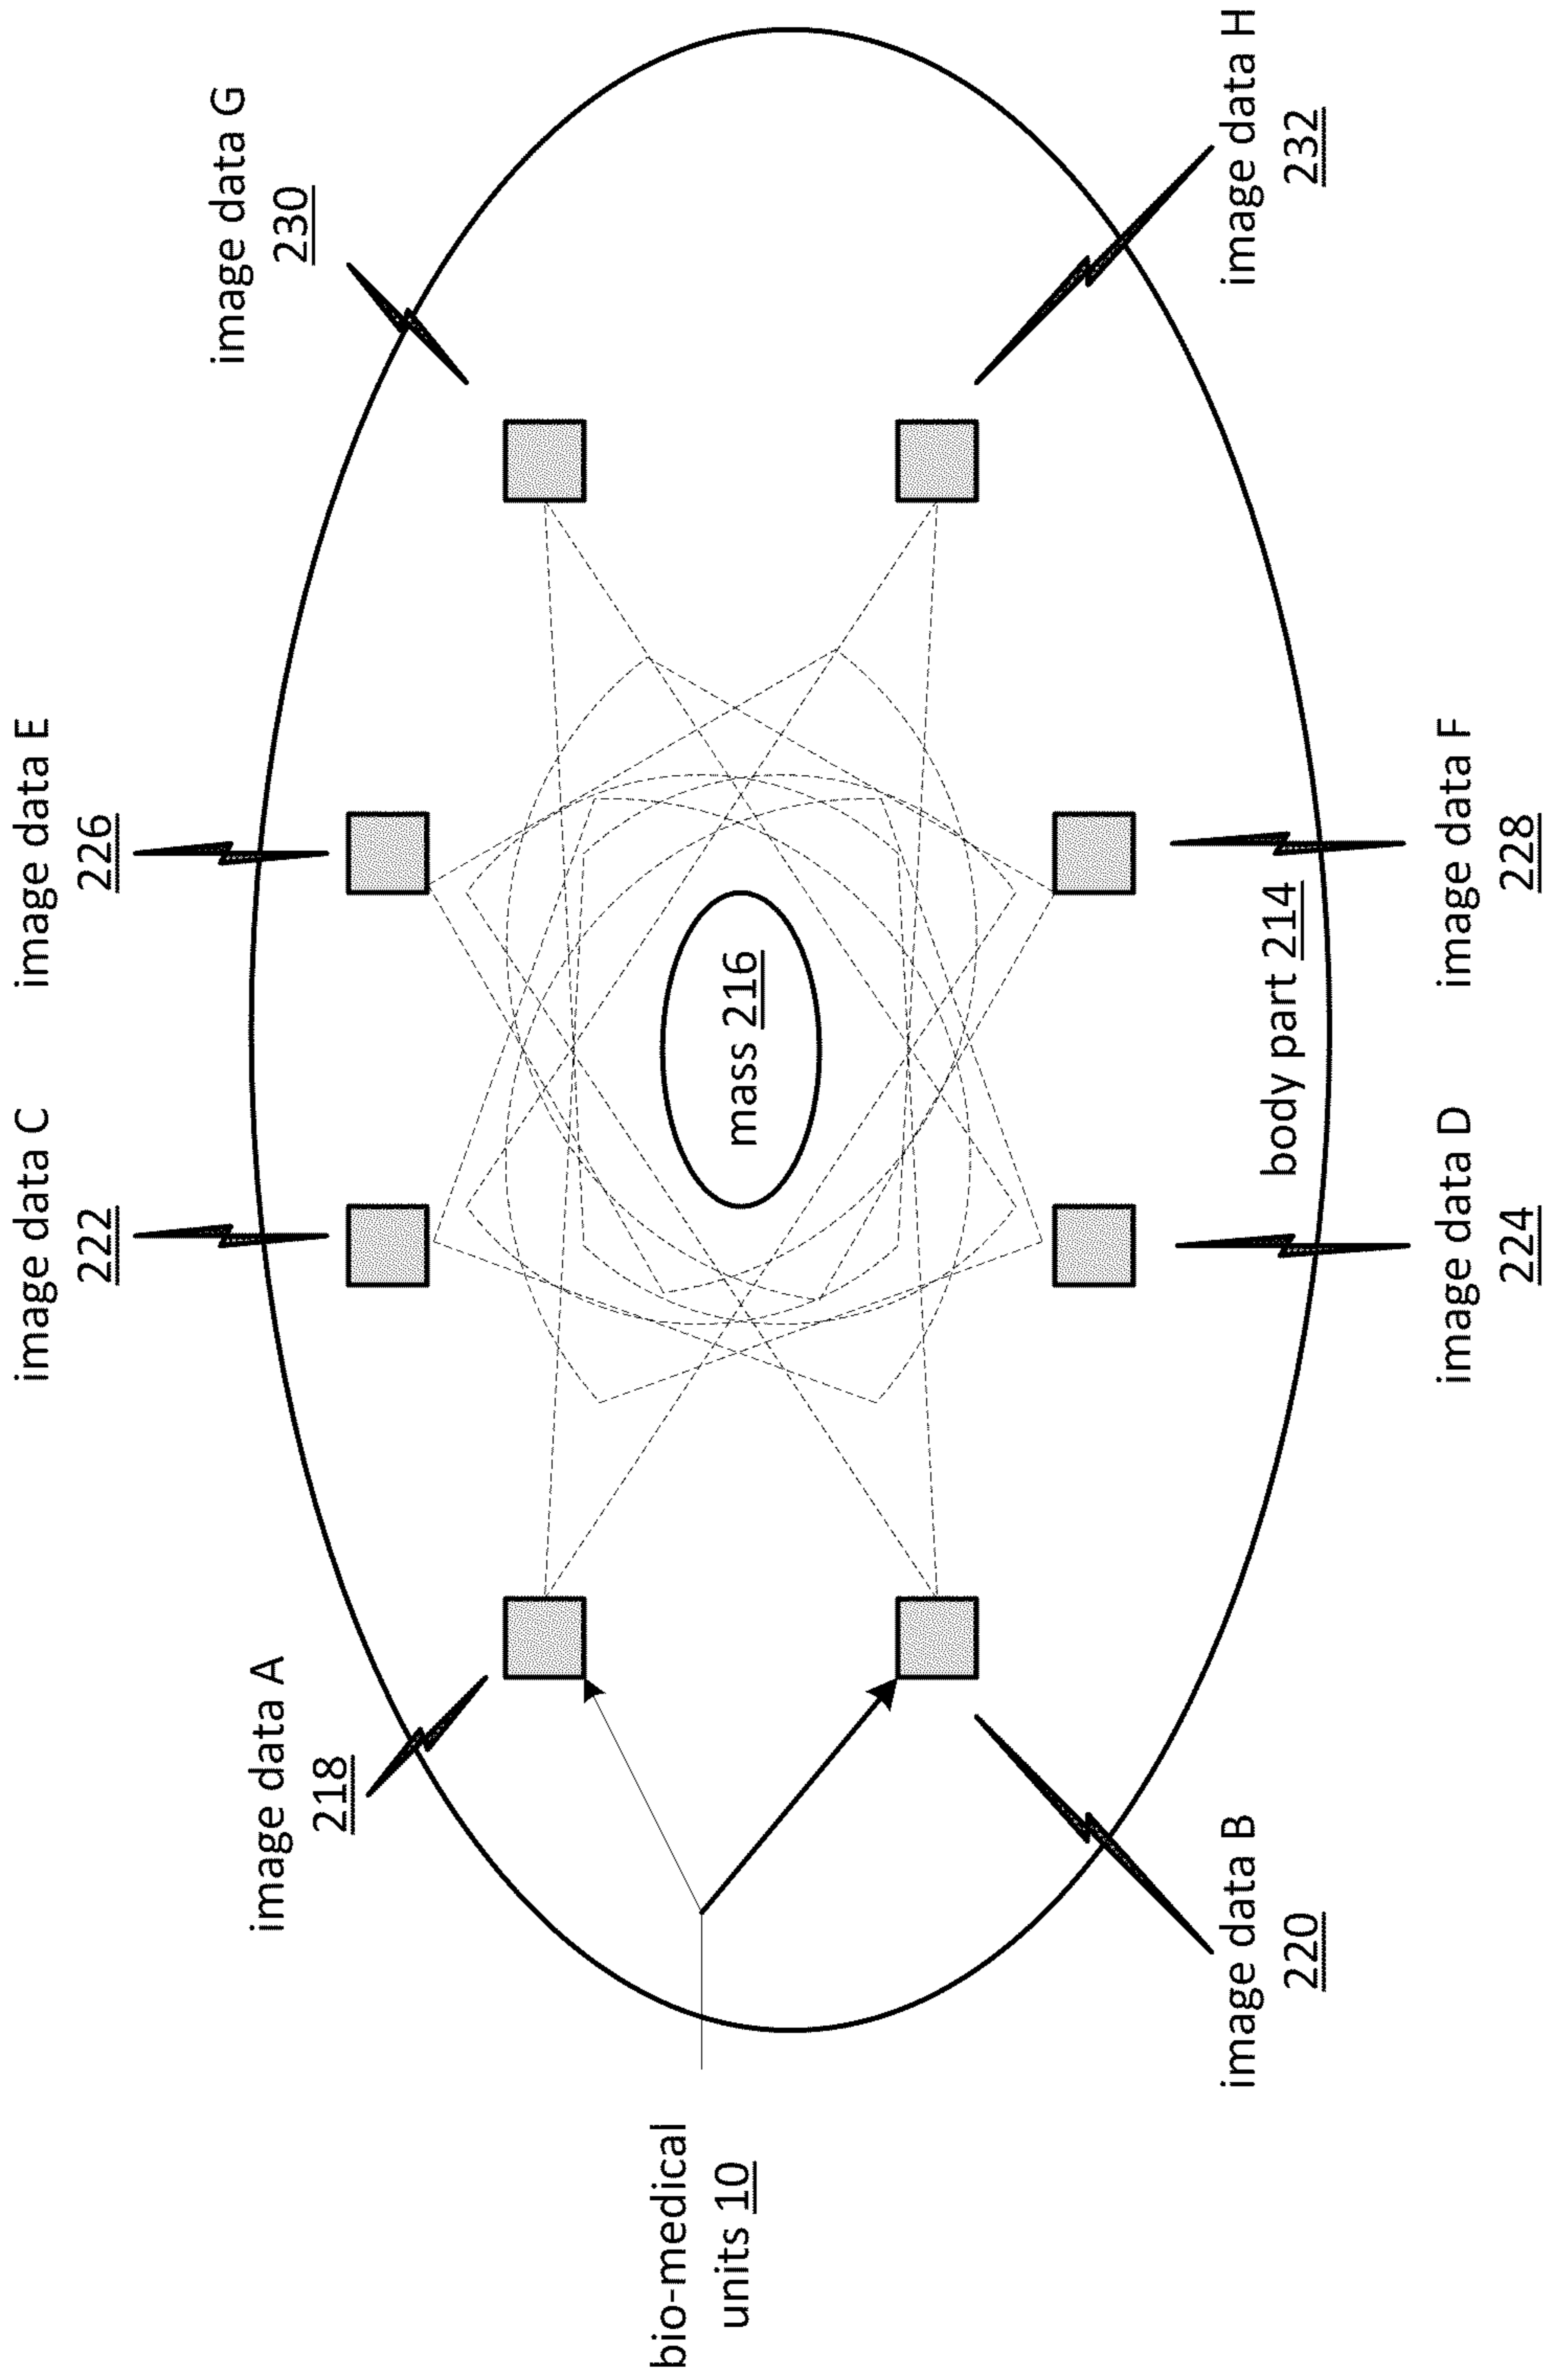 image data C
222
image data E
226
image data A
218
image data G
230
bio-medical
units 10
mass 216
body part 214
image data B
220
image data H
232
image data D
224
image data F
228